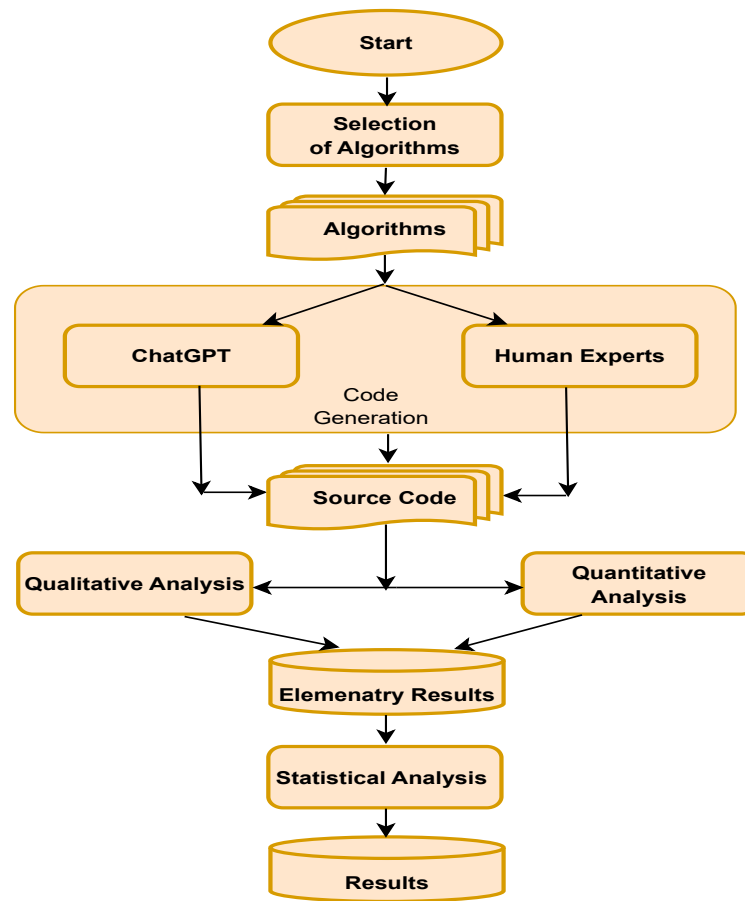 Start
Selection
of Algorithms
Algorithms
ChatGPT
Human Experts
Code
Generation
Source Code
Qualitative Analysis
Quantitative
Analysis
Elemenatry Results
Statistical Analysis
Results